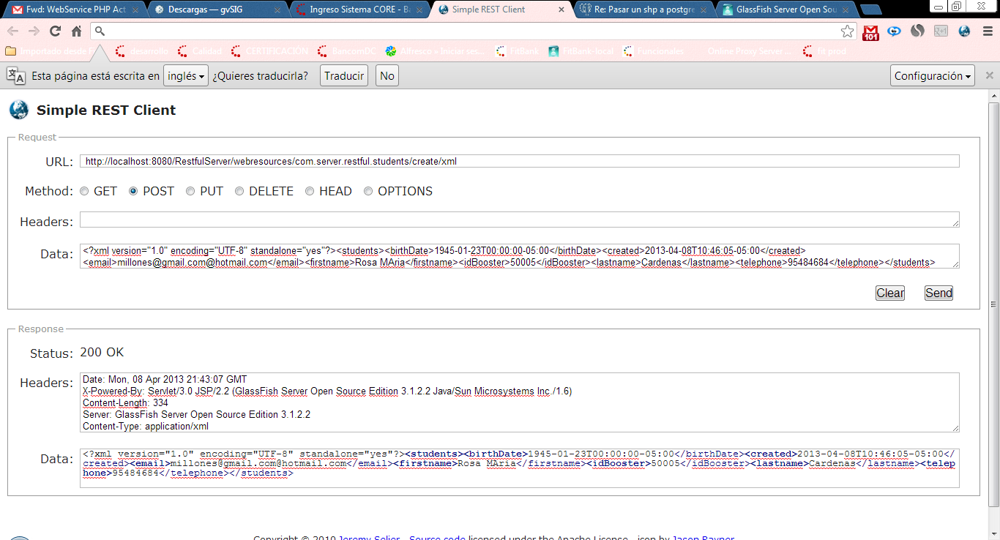 Fwd: WebService PHP Act
Descargas — gvSIG
Ingreso Sistema CORE - B
Simple REST Client
Re: Pasar un shp a postgre
GlassFish Server Open Sou
101
Importado desde F
desarrollo
Calidad
CERTIFICACIÓN
BancomDC
Alfresco » Iniciar ses...
FitBank
FitBank-local
Funcionales
Online Proxy Server...
fit prod
Esta página está escrita en inglés ¿Quieres traducirla? Traducir No Configuración
Simple REST Client
Request
URL: http://localhost:8080/RestfulServer/webresources/com.server.restful.students/create/xml
Method: GET POST PUT DELETE HEAD OPTIONS
Headers:
Data: <?xml version="1.0" encoding="UTF-8" standalone="yes"?><students><birthDate>1945-01-23T00:00:00-05:00</birthDate><created>2013-04-08T10:46:05-05:00</created>
<email>millones@gmail.com@hotmail.com</email><firstname>Rosa MAria</firstname><idBooster>50005</idBooster><lastname>Cardenas</lastname><telephone>95484684</telephone></students>
Clear Send
Response
Status: 200 OK
Headers: Date: Mon, 08 Apr 2013 21:43:07 GMT
X-Powered-By: Servlet/3.0 JSP/2.2 (GlassFish Server Open Source Edition 3.1.2.2 Java/Sun Microsystems Inc./1.6)
Content-Length: 334
Server: GlassFish Server Open Source Edition 3.1.2.2
Content-Type: application/xml
Data: <?xml version="1.0" encoding="UTF-8" standalone="yes"?><students><birthDate>1945-01-23T00:00:00-05:00</birthDate><created>2013-04-08T10:46:05-05:00</
created><email>millones@gmail.com@hotmail.com</email><firstname>Rosa MAria</firstname><idBooster>50005</idBooster><lastname>Cardenas</lastname><telep
hone>95484684</telephone></students>
Copyright © 2010 Jeremy Selier - Source code licensed under the Apache License - icon by Jason Rayner